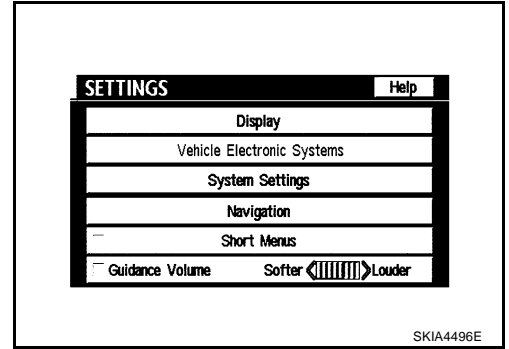 SETTINGS Help
Display
Vehicle Electronic Systems
System Settings
Navigation
Short Menus
Guidance Volume Softer Louder
SKIA4496E